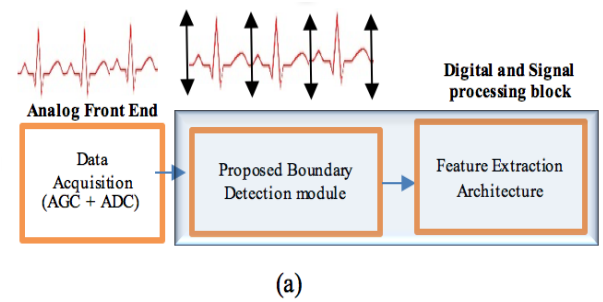 Analog Front End
Digital and Signal
processing block
Data
Acquisition
(AGC + ADC)
Proposed Boundary
Detection module
Feature Extraction
Architecture
(a)